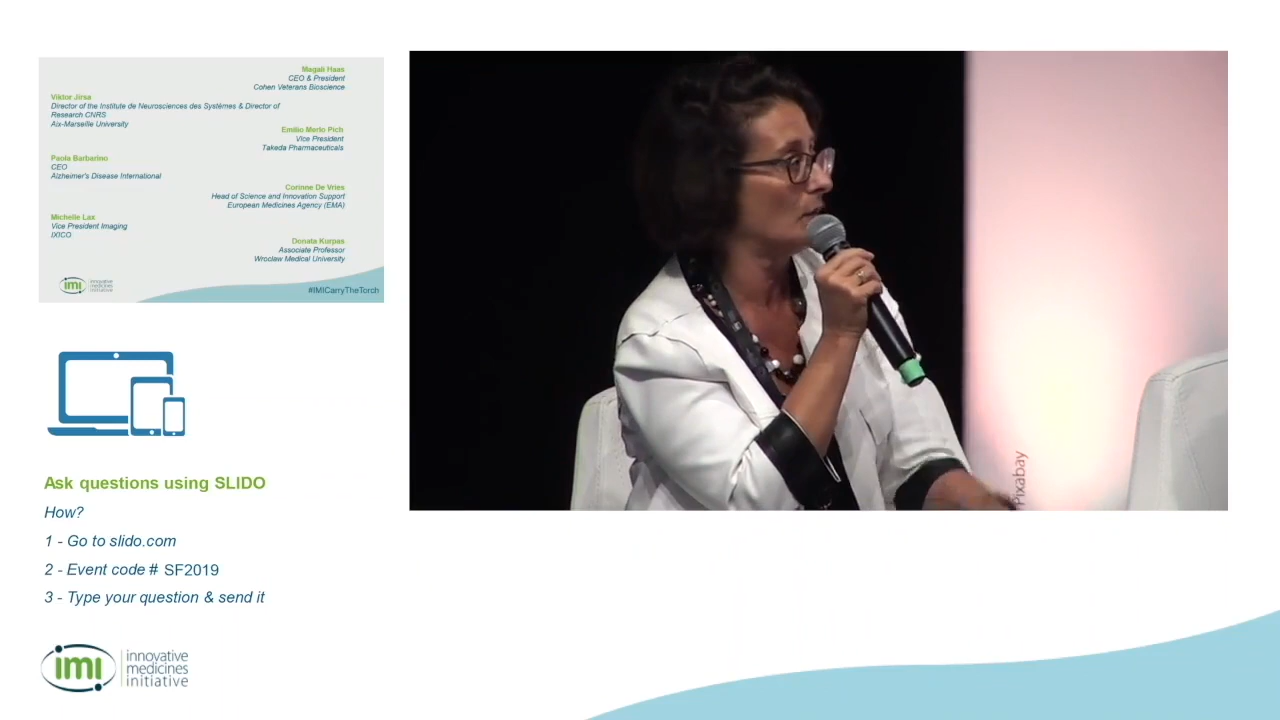 Magali Haas
CEO & President
Cohen Veterans Bioscience
Viktor Jirsa
Director of the Institute de Neurosciences des Systèmes & Director of
Research CNRS
Aix-Marseille University
Emilio Merlo Pich
Vice President
Takeda Pharmaceuticals
Paola Barbarino
CEO
Alzheimer's Disease International
Corinne De Vries
Head of Science and Innovation Support
European Medicines Agency (EMA)
Michelle Lax
Vice President Imaging
IXICO
Donata Kurpas
Associate Professor
Wroclaw Medical University
imi
innovative
medicines
initiative
#IMICarryTheTorch
Pixabay
Ask questions using SLIDO
How?
1 - Go to slido.com
2 - Event code # SF2019
3 - Type your question & send it
imi
innovative
medicines
initiative